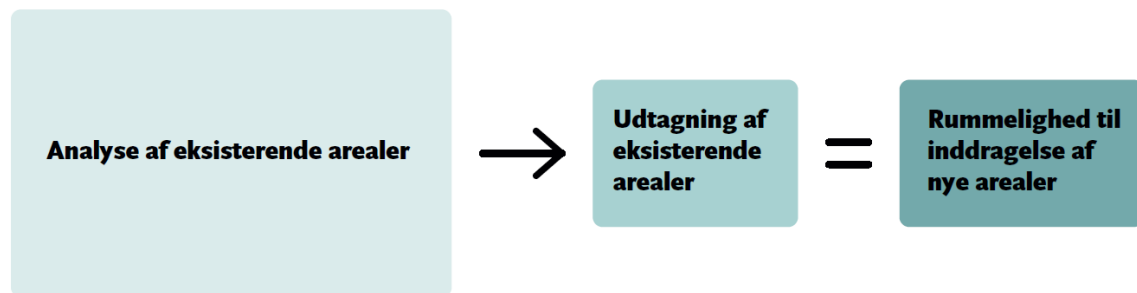 Analyse af eksisterende arealer
Udtagning af
eksisterende
arealer
=
Rummelighed til
inddragelse af
nye arealer